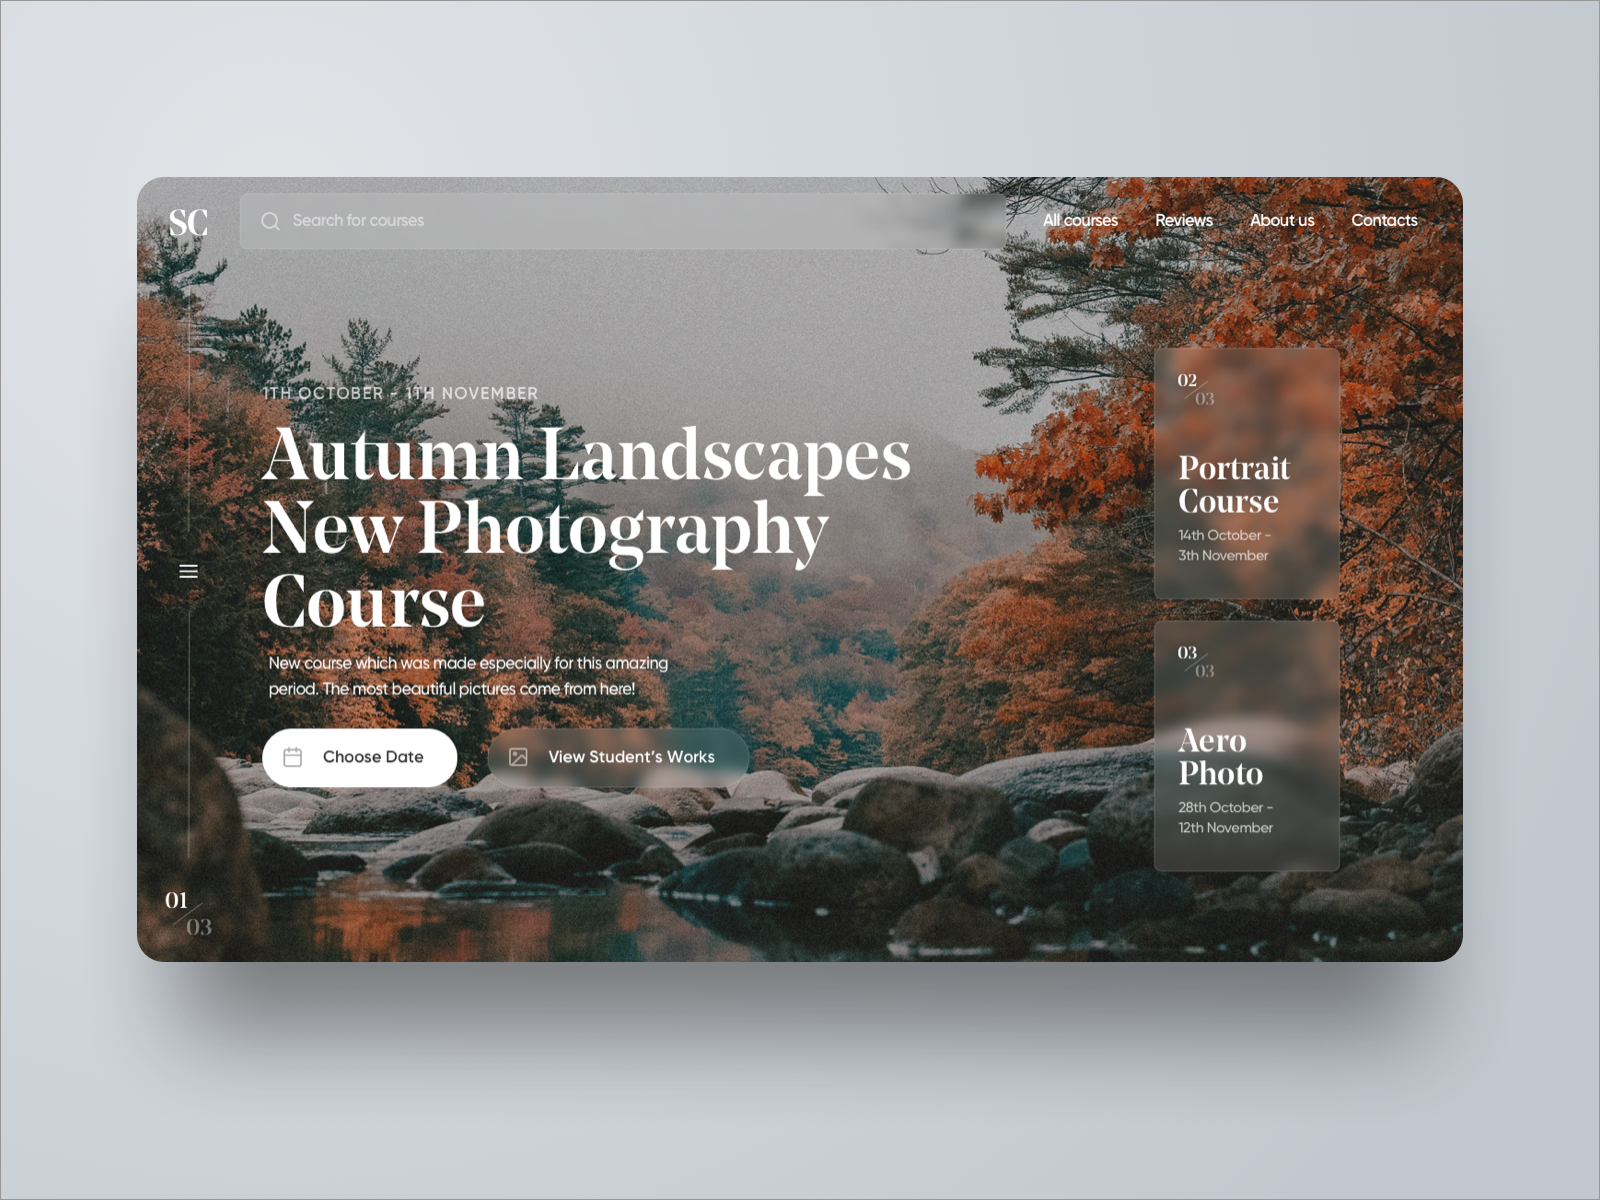 SC
Search for courses
All courses
Reviews
About us
Contacts
1TH OCTOBER - 1TH NOVEMBER
Autumn Landscapes
New Photography
Course
New course which was made especially for this amazing
period. The most beautiful pictures come from here!
Choose Date
View Student's Works
01
03
02
03
Portrait
Course
14th October -
3th November
03
03
Aero
Photo
28th October -
12th November